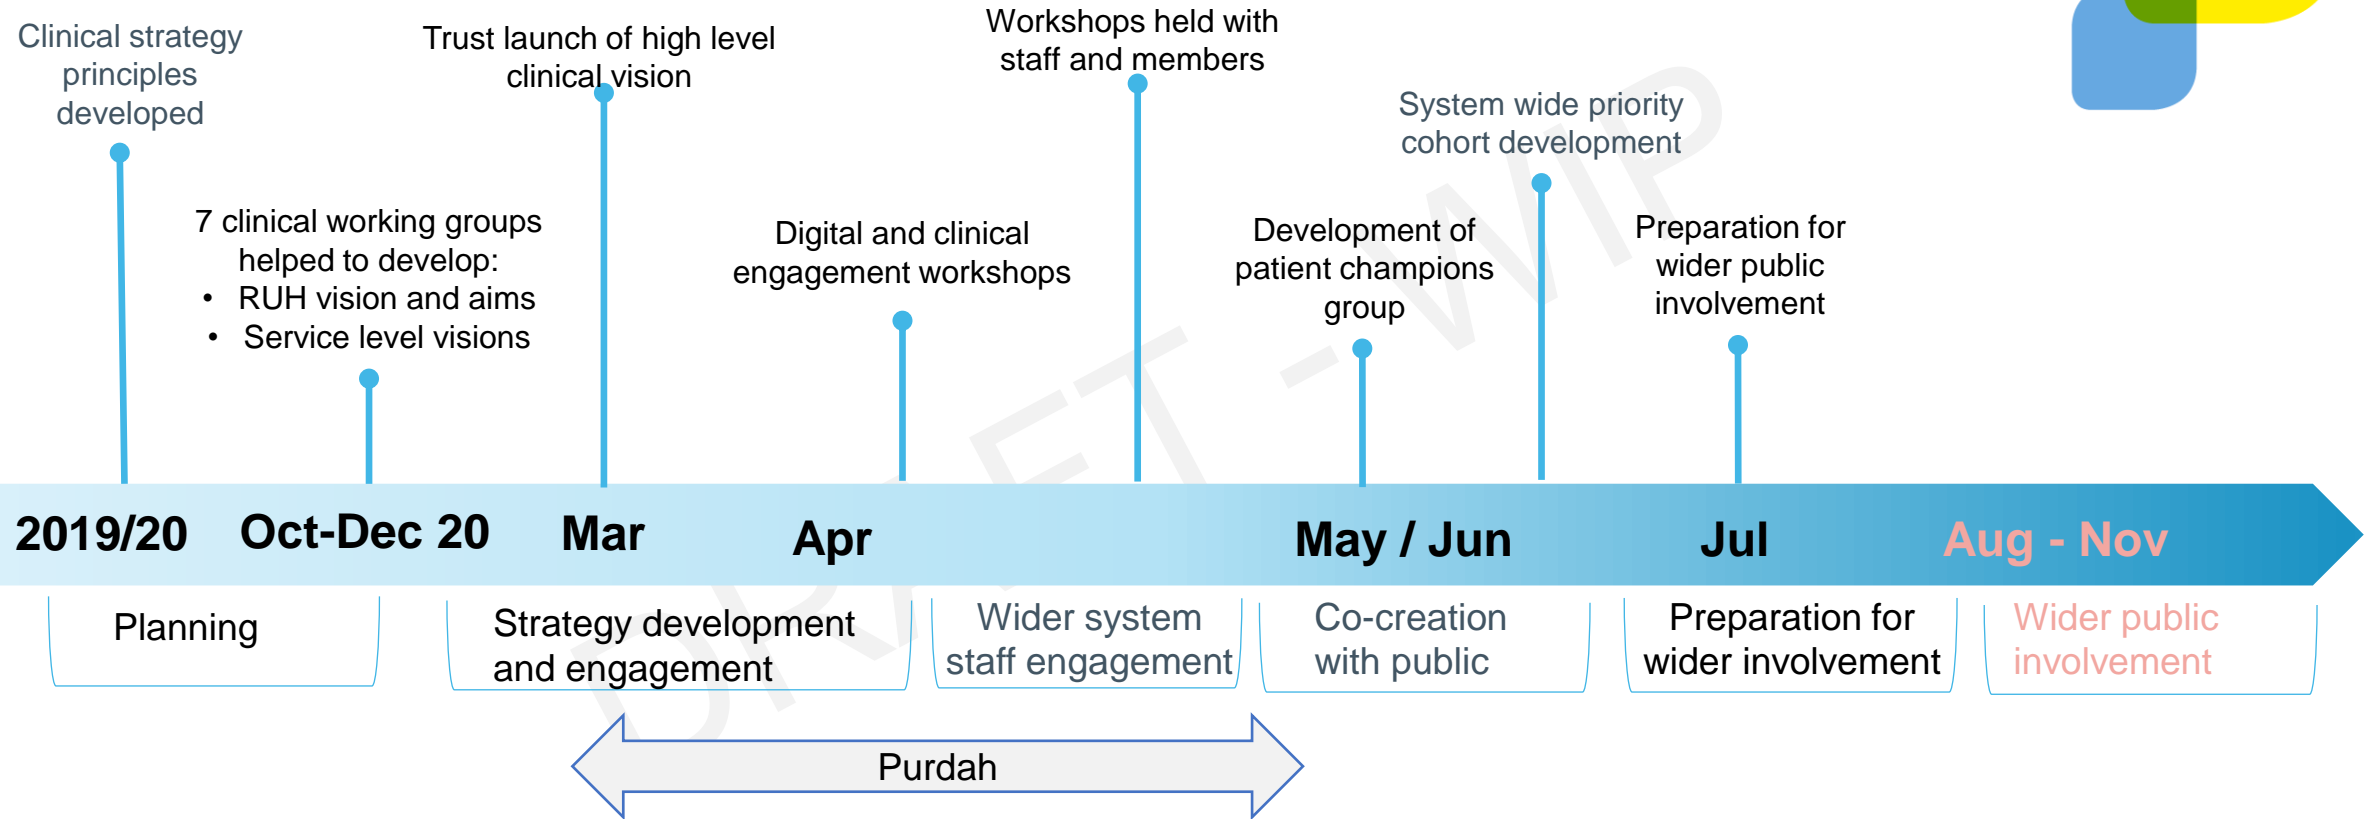 Clinical strategy
principles
developed
Trust launch of high level
clinical vision
Workshops held with
staff and members
System wide priority
cohort development
7 clinical working groups
helped to develop:
• RUH vision and aims
• Service level visions
Digital and clinical
engagement workshops
Development of
patient champions
group
Preparation for
wider public
involvement
2019/20
Oct-Dec 20
Mar
Apr
May / Jun
Jul
Aug - Nov
Planning
Strategy development
and engagement
Wider system
staff engagement
Co-creation
with public
Preparation for
wider involvement
Wider public
involvement
Purdah
DRAFT - WIP